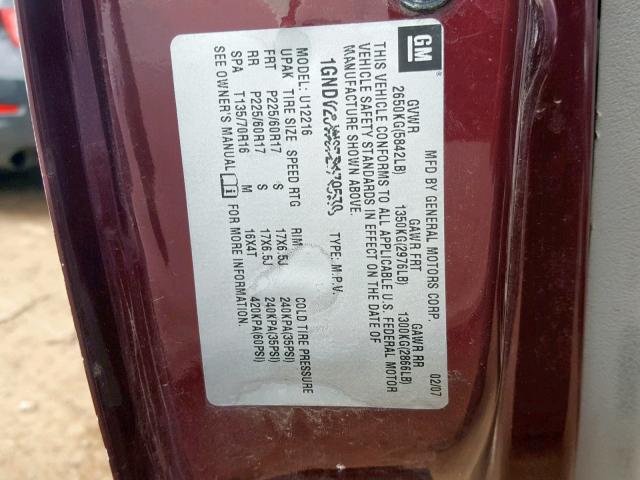 GM
MFD BY GENERAL MOTORS CORP. 02/07
GVWR GAWR FRT GAWR RR
2650KG(5842LB) 1350KG(2976LB) 1300KG(2866LB)
THIS VEHICLE CONFORMS TO ALL APPLICABLE U.S. FEDERAL MOTOR
VEHICLE SAFETY STANDARDS IN EFFECT ON THE DATE OF
MANUFACTURE SHOWN ABOVE.
TYPE: M.P.V.
MODEL: U12216
UPAK TIRE SIZE SPEED RTG RIM COLD TIRE PRESSURE
FRT P225/60R17 S 17X6.5J 240KPA(35PSI)
RR P225/60R17 S 17X6.5J 240KPA(35PSI)
SPA T135/70R16 M 16X4T 420KPA(60PSI)
SEE OWNER'S MANUAL FOR MORE INFORMATION.